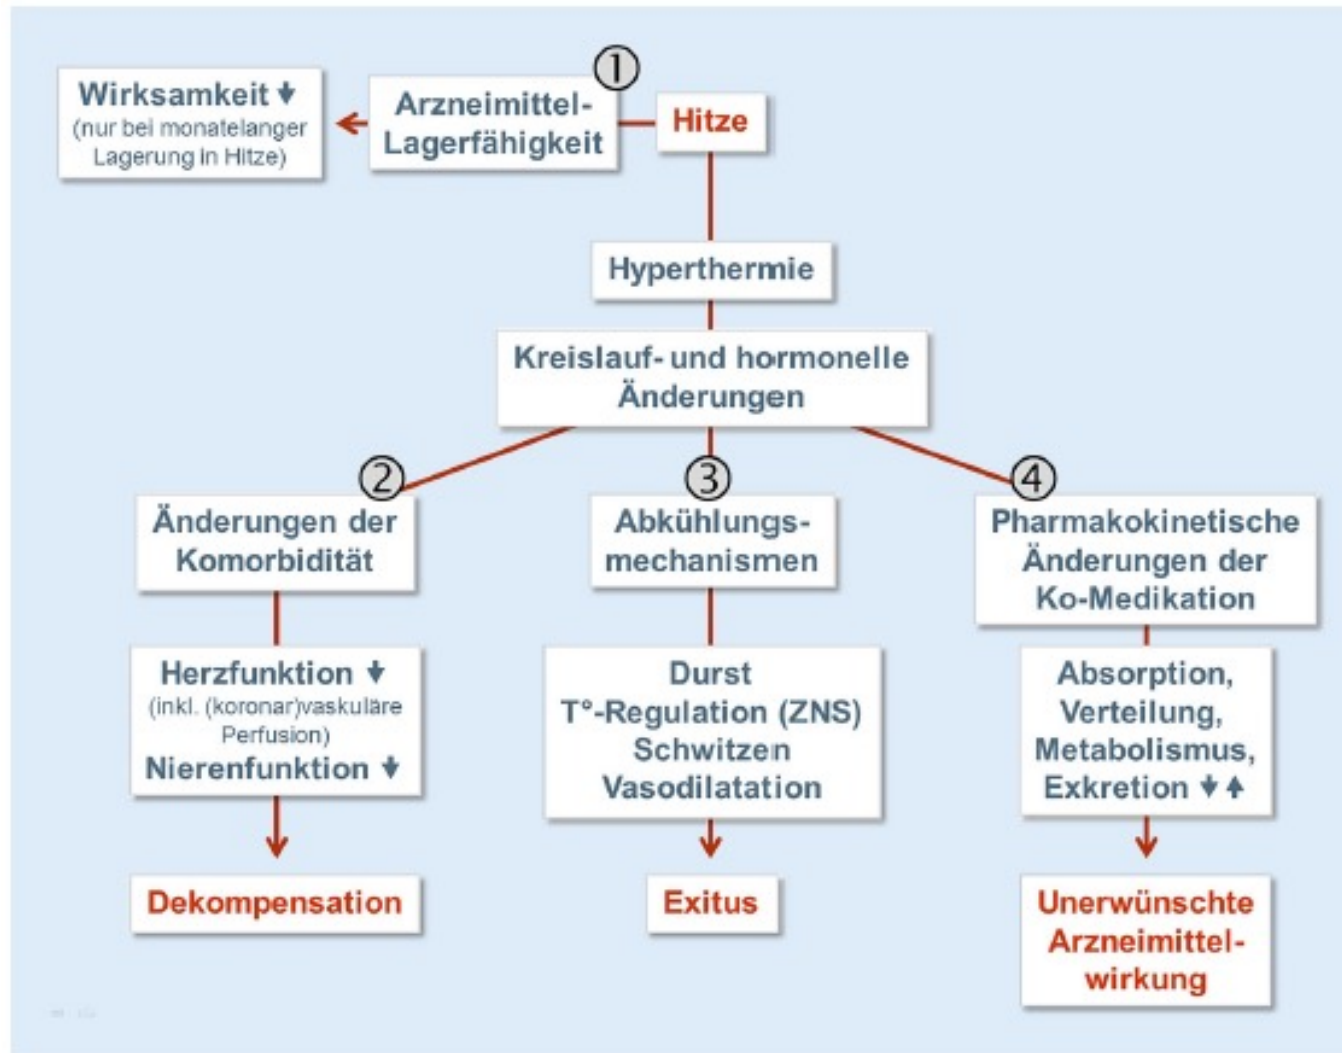 ①
Wirksamkeit ↓
(nur bei monatelanger
Lagerung in Hitze)
Arzneimittel-
Lagerfähigkeit
Hitze
Hyperthermie
Kreislauf- und hormonelle
Änderungen
②
Änderungen der
Komorbidität
Herzfunktion ↓
(inkl. (koronar)vaskuläre
Perfusion)
Nierenfunktion ↓
Dekompensation
③
Abkühlungs-
mechanismen
Durst
T°-Regulation (ZNS)
Schwitzen
Vasodilatation
Exitus
④
Pharmakokinetische
Änderungen der
Ko-Medikation
Absorption,
Verteilung,
Metabolismus,
Exkretion ↓↑
Unerwünschte
Arzneimittel-
wirkung